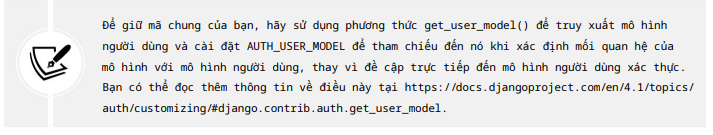 Để giữ mã chung của bạn, hãy sử dụng phương thức get_user_model() để truy xuất mô hình
người dùng và cài đặt AUTH_USER_MODEL để tham chiếu đến nó khi xác định mối quan hệ của
mô hình với mô hình người dùng, thay vì đề cập trực tiếp đến mô hình người dùng xác thực.
Bạn có thể đọc thêm thông tin về điều này tại https://docs.djangoproject.com/en/4.1/topics/
auth/customizing/#django.contrib.auth.get_user_model.